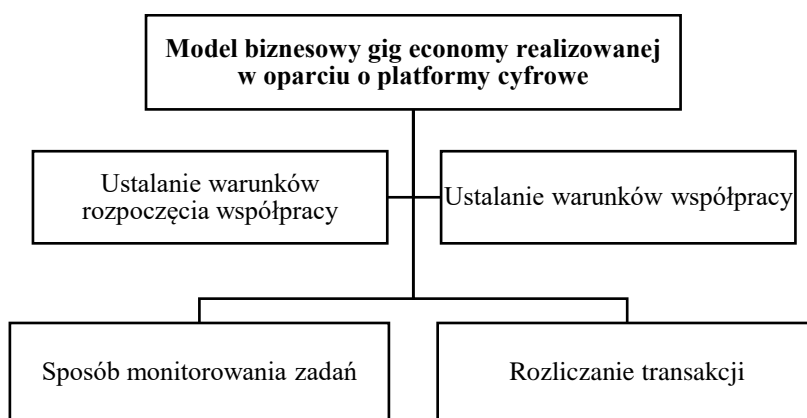 Model biznesowy gig economy realizowanej
w oparciu o platformy cyfrowe
Ustalanie warunków
rozpoczęcia współpracy
Ustalanie warunków współpracy
Sposób monitorowania zadań
Rozliczanie transakcji